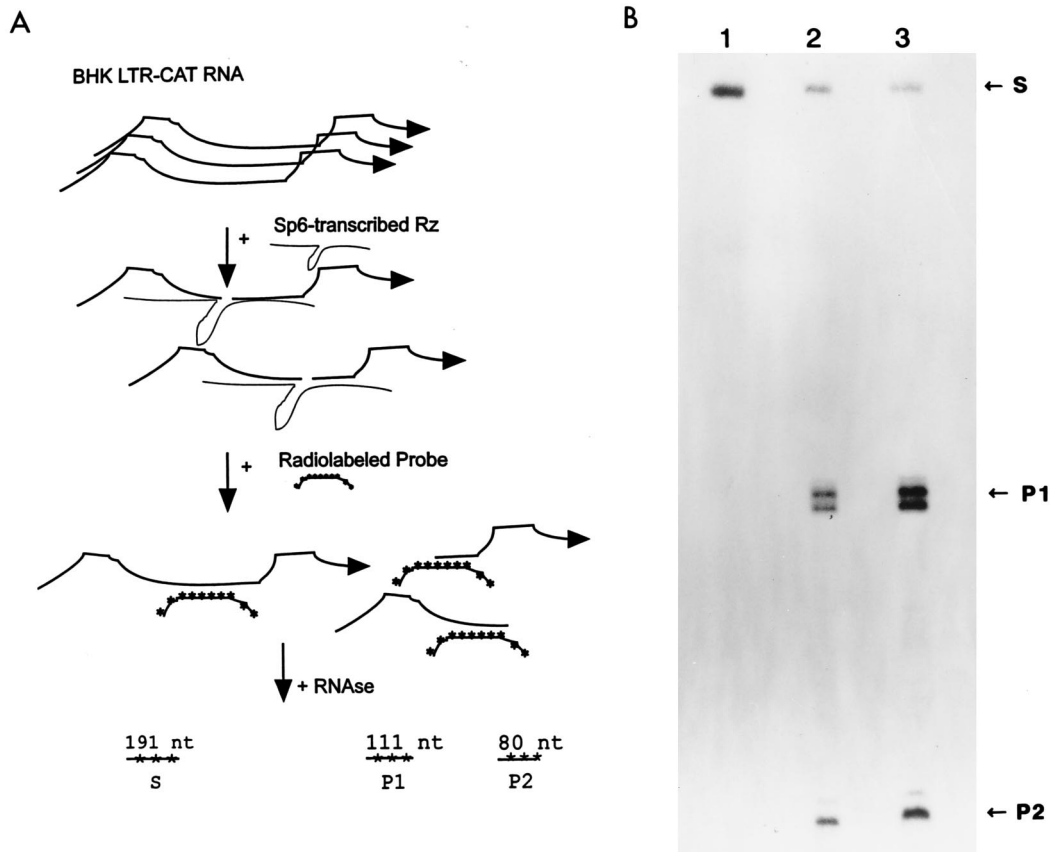 A
BHK LTR-CAT RNA
+ Sp6-transcribed Rz
+ Radiolabeled Probe
+ RNAse
191 nt 111 nt 80 nt
S P1 P2
B
1 2 3
← S
← P1
← P2